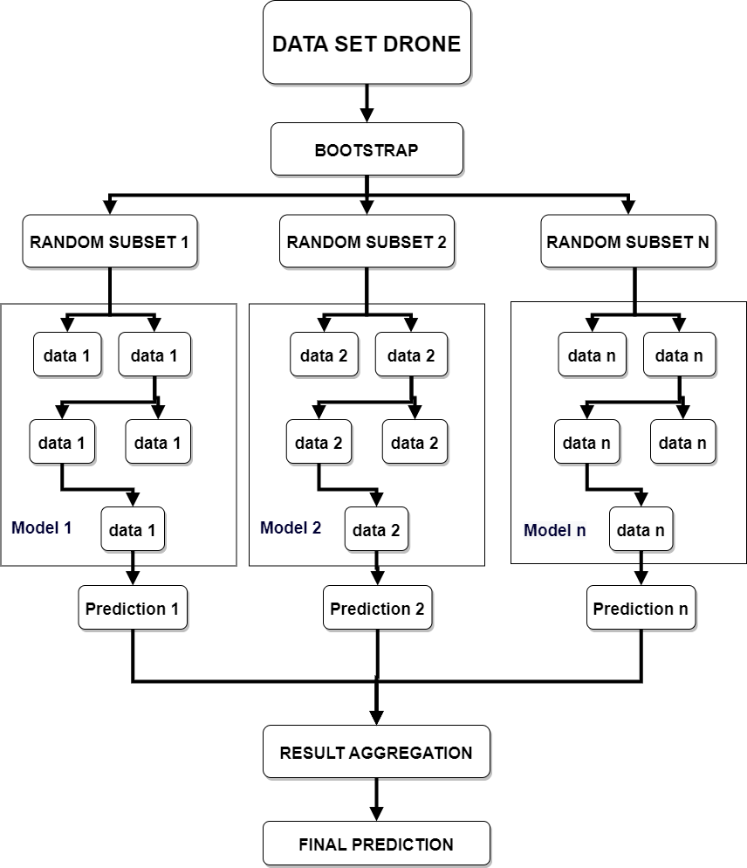 DATA SET DRONE
BOOTSTRAP
RANDOM SUBSET 1
RANDOM SUBSET 2
RANDOM SUBSET N
data 1
data 1
data 2
data 2
data n
data n
data 1
data 1
data 2
data 2
data n
data n
Model 1
data 1
Model 2
data 2
Model n
data n
Prediction 1
Prediction 2
Prediction n
RESULT AGGREGATION
FINAL PREDICTION